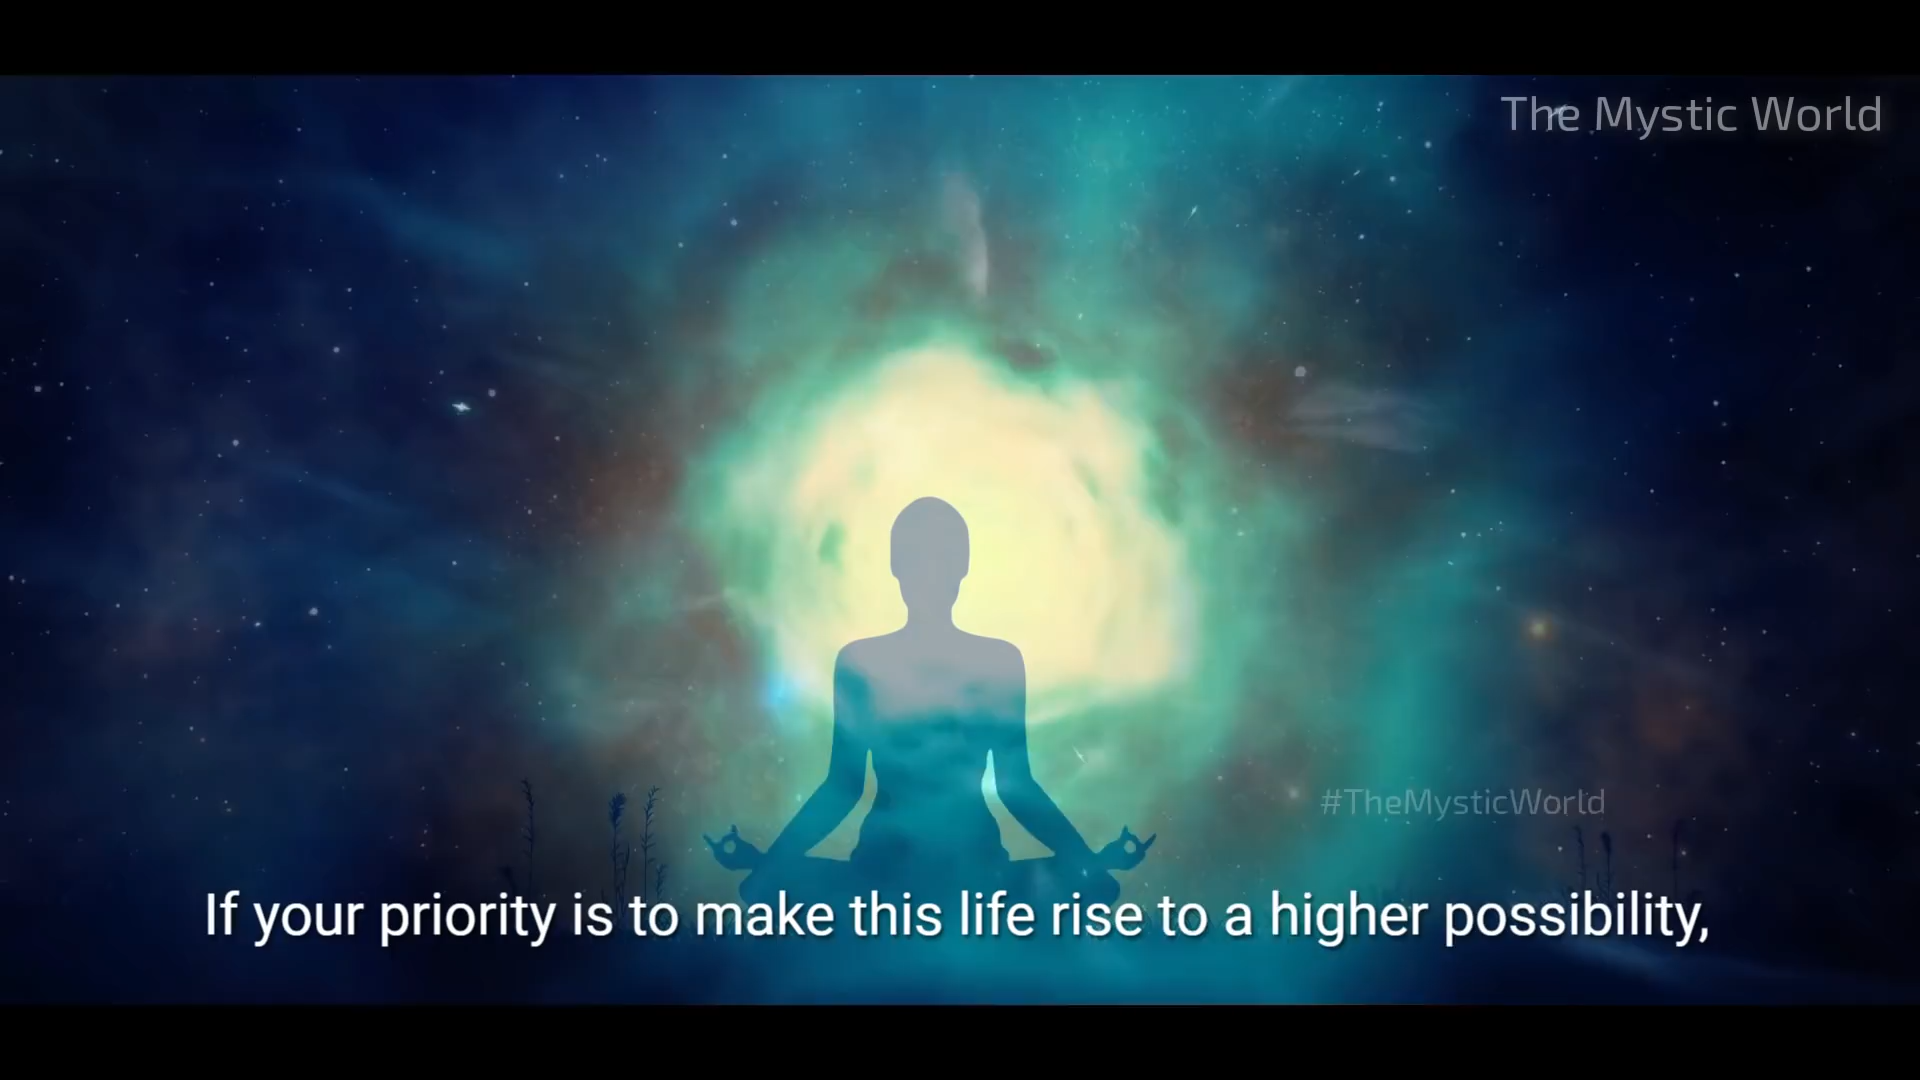 The Mystic World
#TheMysticWorld
If your priority is to make this life rise to a higher possibility,